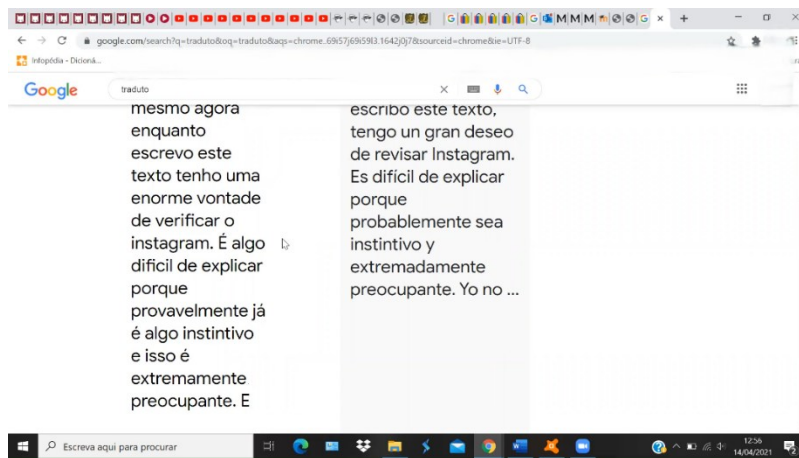 google.com/search?q=traduto&oq=traduto&aqs=chrome..69i57j69i59l3.1642j0j7&sourceid=chrome&ie=UTF-8
Infopédia - Dicioná...
Google
traduto
mesmo agora
enquanto
escrevo este
texto tenho uma
enorme vontade
de verificar o
instagram. É algo
dificil de explicar
porque
provavelmente já
é algo instintivo
e isso é
extremamente
preocupante. E
escribo este texto,
tengo un gran deseo
de revisar Instagram.
Es difícil de explicar
porque
probablemente sea
instintivo y
extremadamente
preocupante. Yo no ...
Escreva aqui para procurar
12:56
14/04/2021